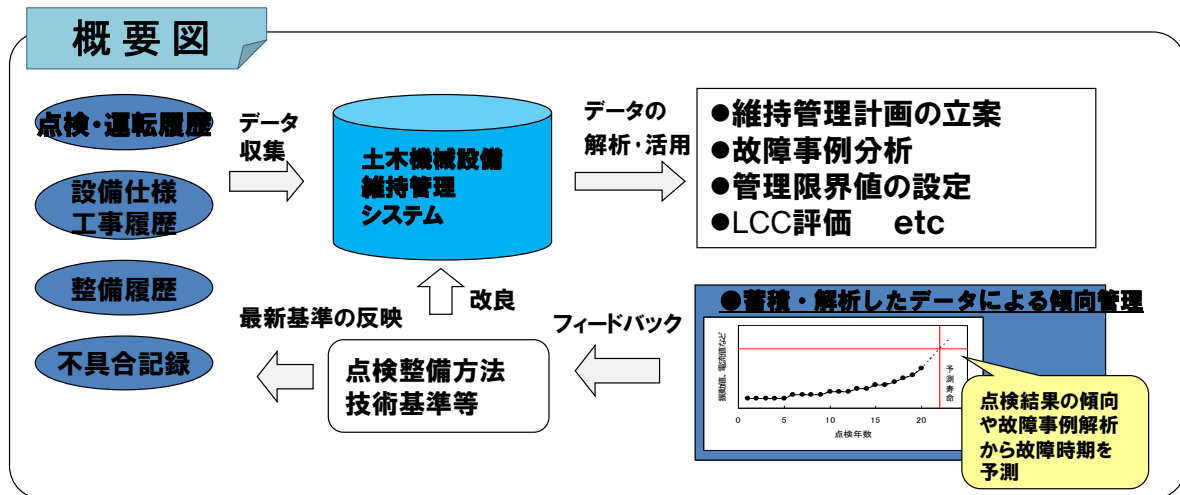 概要図
点検・運転履歴
設備仕様
工事履歴
整備履歴
不具合記録
データ
収集
土木機械設備
維持管理
システム
データの
解析・活用
●維持管理計画の立案
●故障事例分析
●管理限界値の設定
●LCC評価 etc
改良
最新基準の反映
点検整備方法
技術基準等
フィードバック
●蓄積・解析したデータによる傾向管理
振動値、電流値など
予測寿命
0 5 10 15 20
点検年数
点検結果の傾向
や故障事例解析
から故障時期を
予測